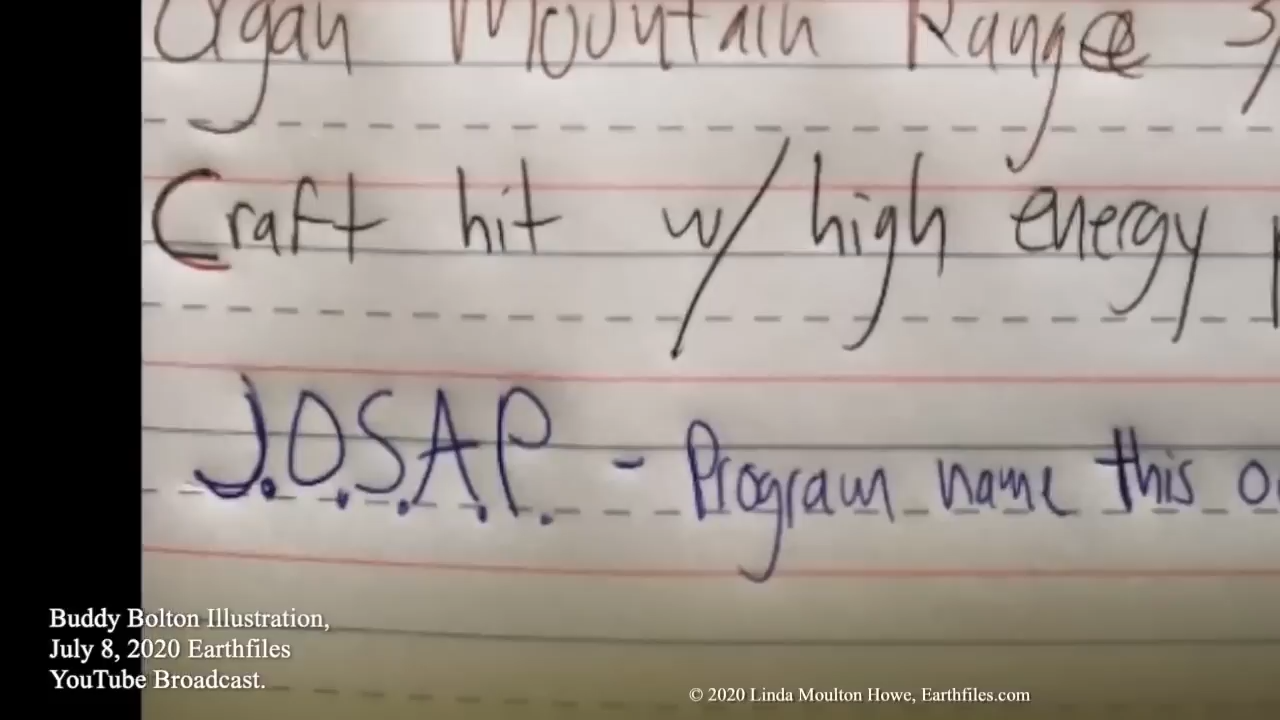 Ogan Mountain Range
Craft hit w/ high energy
J.O.S.A.P. - Program name this
Buddy Bolton Illustration,
July 8, 2020 Earthfiles
YouTube Broadcast.
© 2020 Linda Moulton Howe, Earthfiles.com